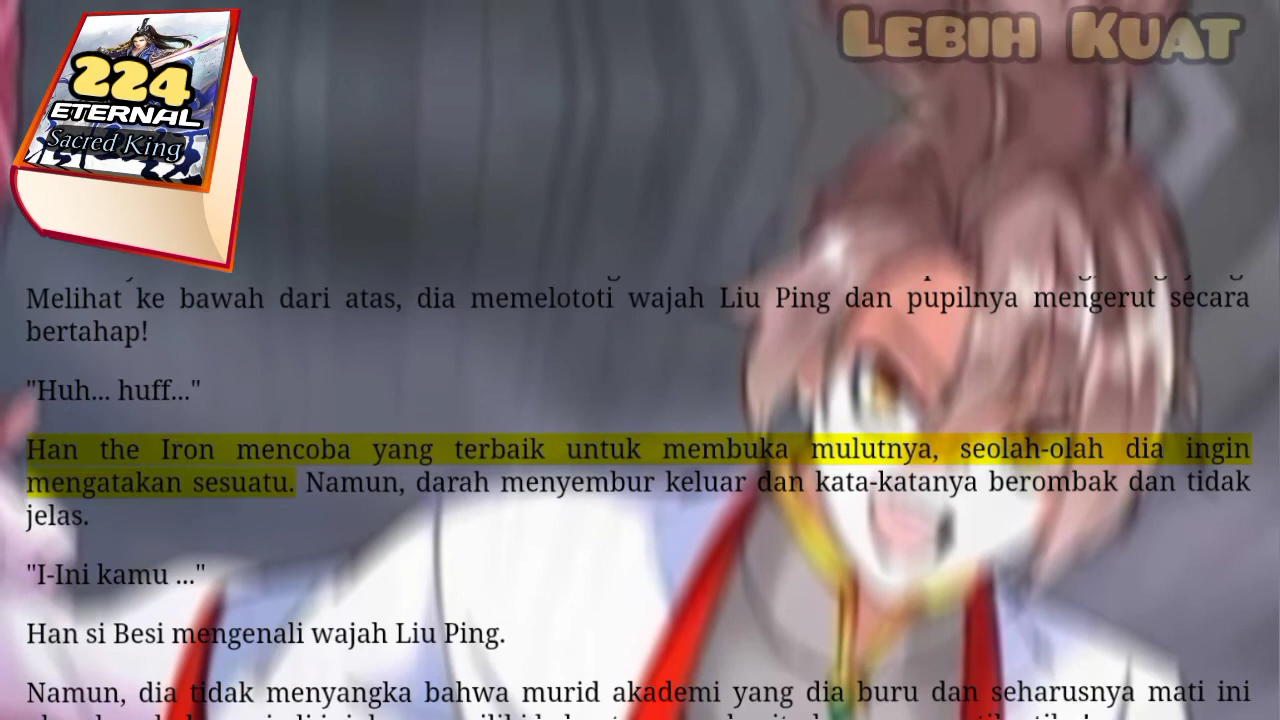 LEBIH KUAT
224
ETERNAL
Sacred King
Melihat ke bawah dari atas, dia memelototi wajah Liu Ping dan pupilnya mengerut secara
bertahap!
"Huh... huff..."
Han the Iron mencoba yang terbaik untuk membuka mulutnya, seolah-olah dia ingin
mengatakan sesuatu. Namun, darah menyembur keluar dan kata-katanya berombak dan tidak
jelas.
"I-Ini kamu ..."
Han si Besi mengenali wajah Liu Ping.
Namun, dia tidak menyangka bahwa murid akademi yang dia buru dan seharusnya mati ini